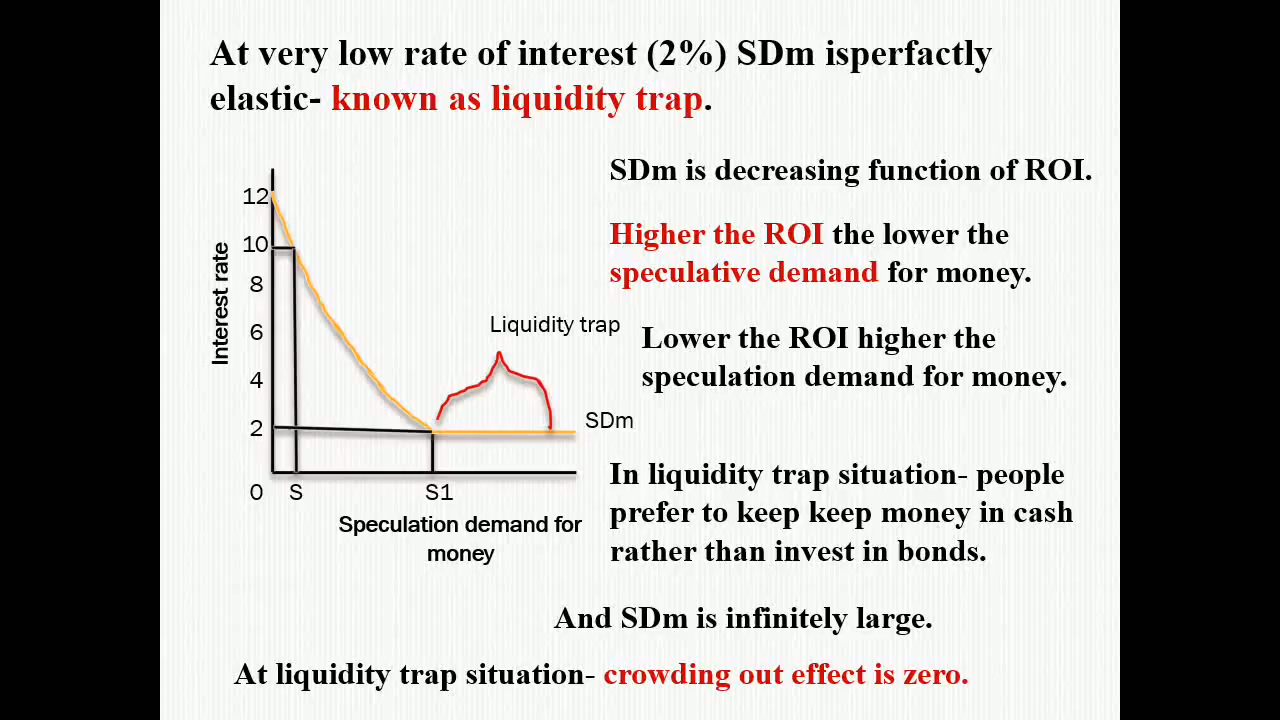 At very low rate of interest (2%) SDm isperfactly
elastic- known as liquidity trap.
SDm is decreasing function of ROI.
Higher the ROI the lower the
speculative demand for money.
Lower the ROI higher the
speculation demand for money.
Interest rate
12
10
8
6
4
2
0
S
S1
Liquidity trap
SDm
Speculation demand for
money
In liquidity trap situation- people
prefer to keep keep money in cash
rather than invest in bonds.
And SDm is infinitely large.
At liquidity trap situation- crowding out effect is zero.